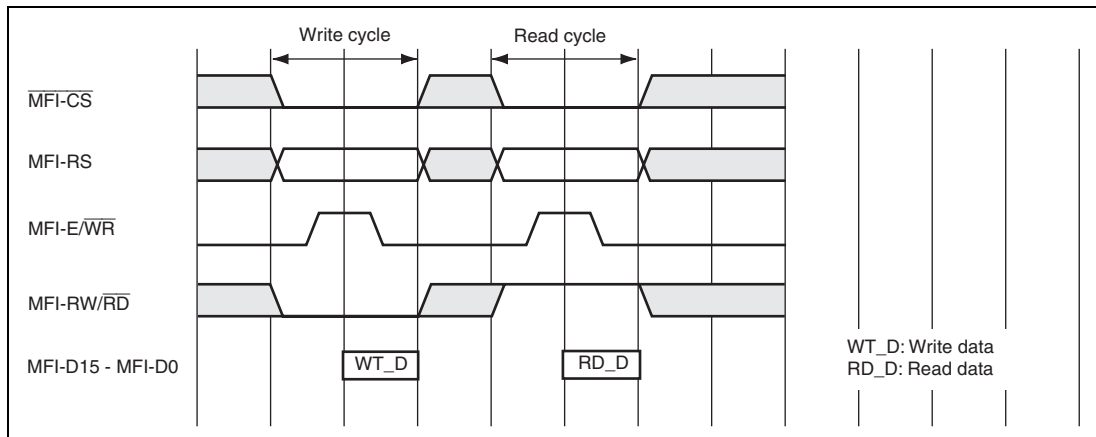 Write cycle Read cycle
MFI-CS
MFI-RS
MFI-E/WR
MFI-RW/RD
MFI-D15 - MFI-D0 WT_D RD_D
WT_D: Write data
RD_D: Read data